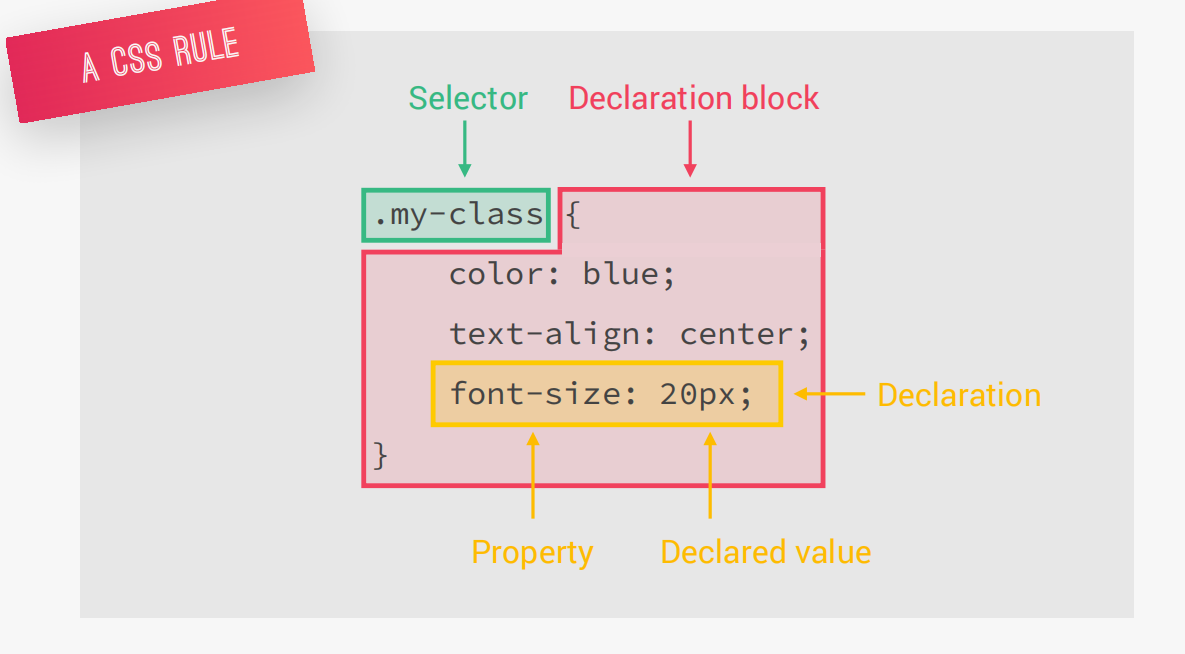 A CSS RULE
Selector Declaration block
.my-class {
color: blue;
text-align: center;
font-size: 20px; Declaration
}
Property Declared value